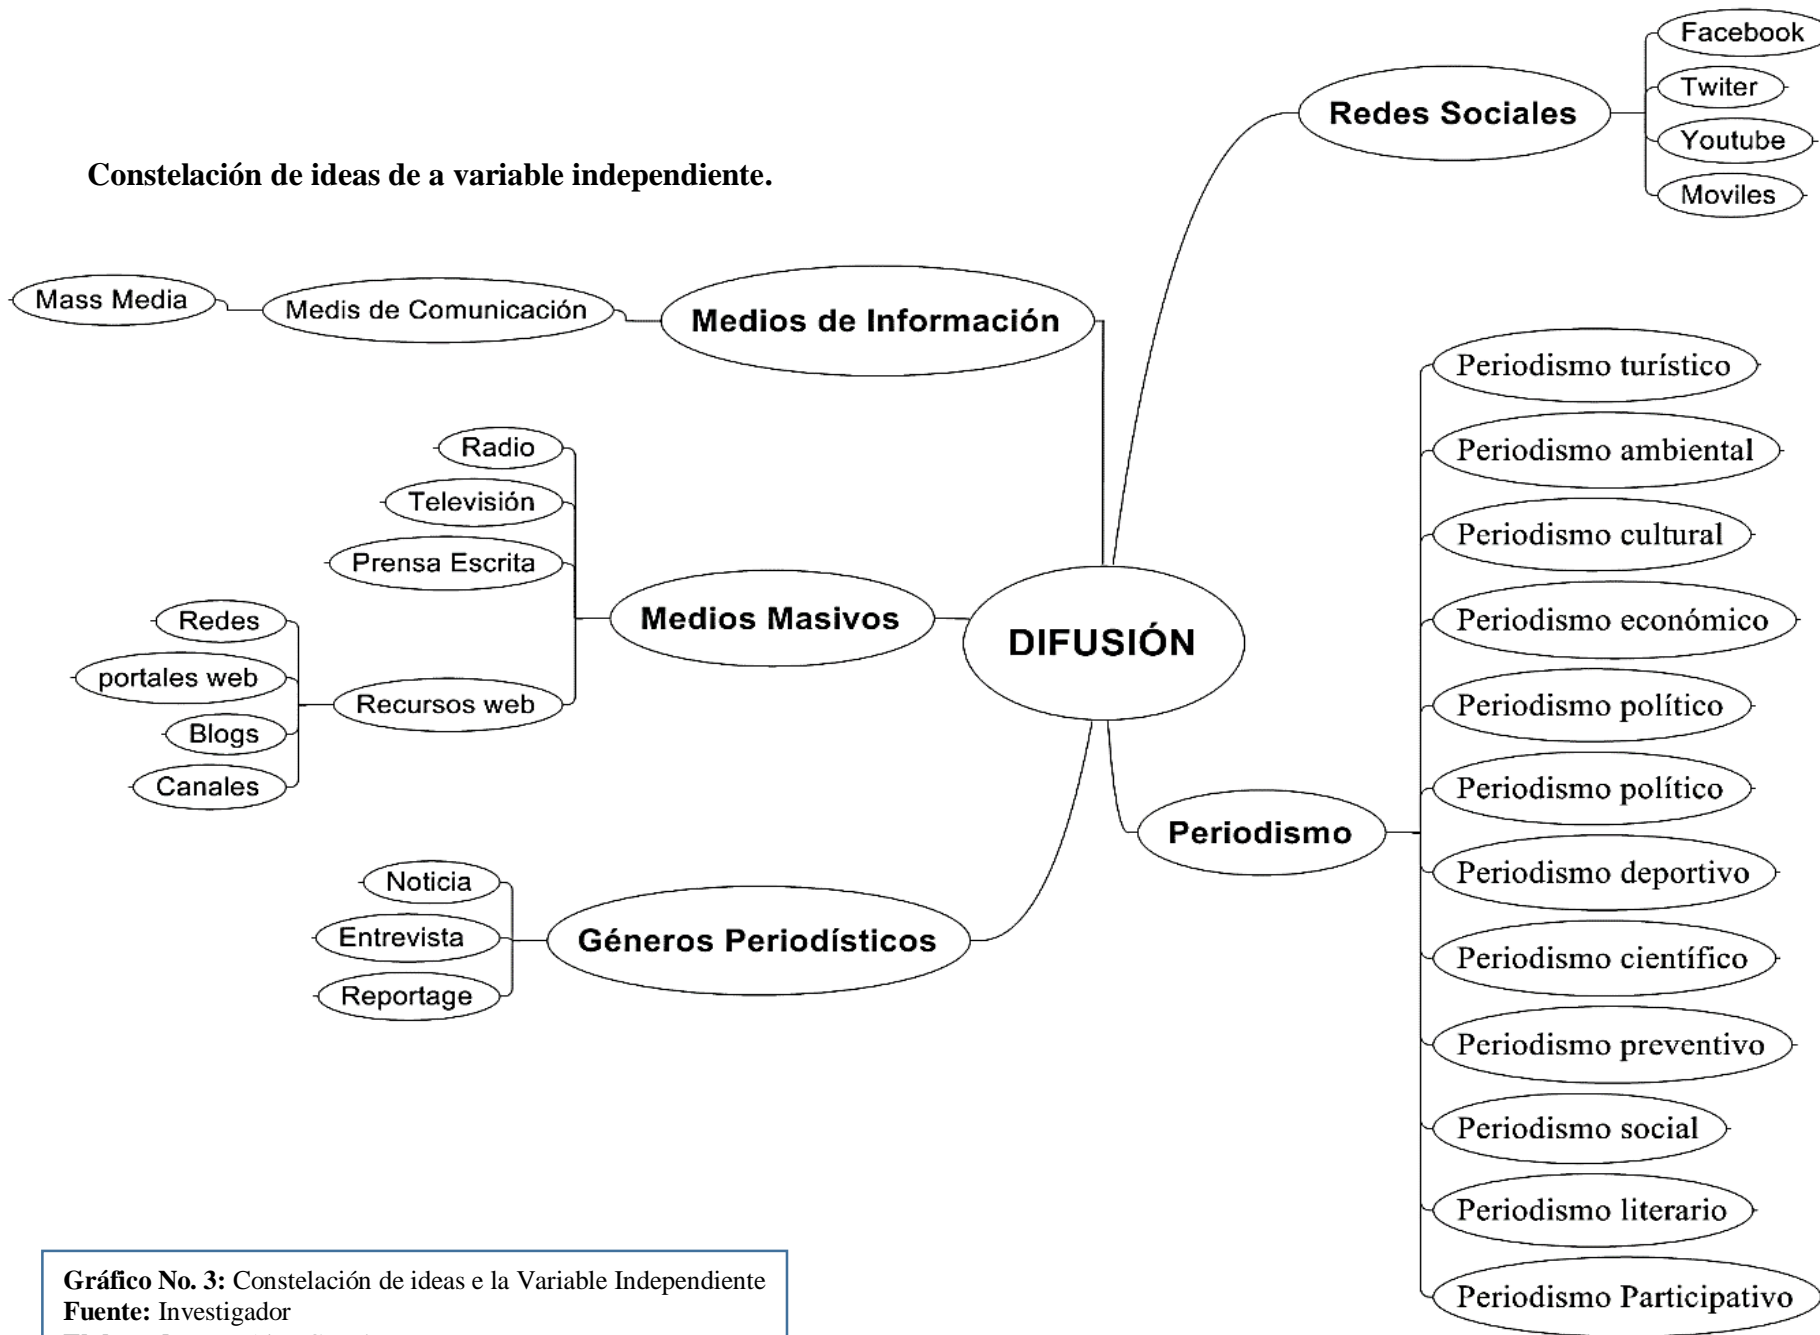 Constelación de ideas de a variable independiente.
Redes Sociales
Facebook
Twiter
Youtube
Moviles
Mass Media
Medis de Comunicación
Medios de Información
Radio
Televisión
Prensa Escrita
Medios Masivos
Redes
portales web
Blogs
Canales
Recursos web
DIFUSIÓN
Noticia
Entrevista
Reportage
Géneros Periodísticos
Periodismo
Periodismo turístico
Periodismo ambiental
Periodismo cultural
Periodismo económico
Periodismo político
Periodismo político
Periodismo deportivo
Periodismo científico
Periodismo preventivo
Periodismo social
Periodismo literario
Periodismo Participativo
Gráfico No. 3: Constelación de ideas e la Variable Independiente
Fuente: Investigador